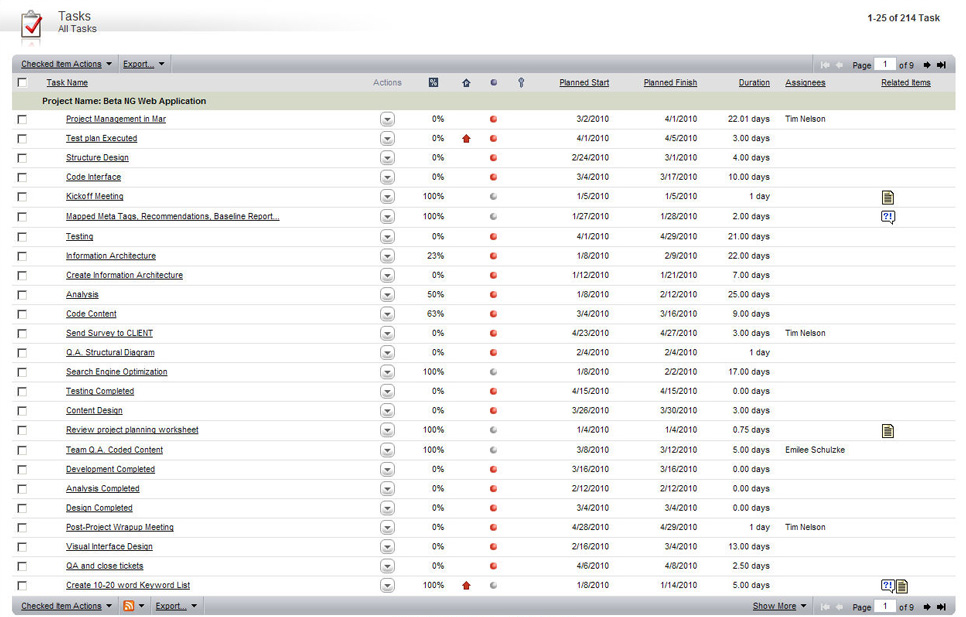 Tasks
All Tasks
1-25 of 214 Task
Checked Item Actions Export... Page 1 of 9
Task Name Actions % Planned Start Planned Finish Duration Assignees Related Items
Project Name: Beta NG Web Application
Project Management in Mar 0% 3/2/2010 4/1/2010 22.01 days Tim Nelson
Test plan Executed 0% 4/1/2010 4/5/2010 3.00 days
Structure Design 0% 2/24/2010 3/1/2010 4.00 days
Code Interface 0% 3/4/2010 3/17/2010 10.00 days
Kickoff Meeting 100% 1/5/2010 1/5/2010 1 day
Mapped Meta Tags, Recommendations, Baseline Report... 100% 1/27/2010 1/28/2010 2.00 days ?!
Testing 0% 4/1/2010 4/29/2010 21.00 days
Information Architecture 23% 1/8/2010 2/9/2010 22.00 days
Create Information Architecture 0% 1/12/2010 1/21/2010 7.00 days
Analysis 50% 1/8/2010 2/12/2010 25.00 days
Code Content 63% 3/4/2010 3/16/2010 9.00 days
Send Survey to CLIENT 0% 4/23/2010 4/27/2010 3.00 days Tim Nelson
Q.A. Structural Diagram 0% 2/4/2010 2/4/2010 1 day
Search Engine Optimization 100% 1/8/2010 2/2/2010 17.00 days
Testing Completed 0% 4/15/2010 4/15/2010 0.00 days
Content Design 0% 3/26/2010 3/30/2010 3.00 days
Review project planning worksheet 100% 1/4/2010 1/4/2010 0.75 days
Team Q.A. Coded Content 100% 3/8/2010 3/12/2010 5.00 days Emilee Schulzke
Development Completed 0% 3/16/2010 3/16/2010 0.00 days
Analysis Completed 0% 2/12/2010 2/12/2010 0.00 days
Design Completed 0% 3/4/2010 3/4/2010 0.00 days
Post-Project Wrapup Meeting 0% 4/28/2010 4/29/2010 1 day Tim Nelson
Visual Interface Design 0% 2/16/2010 3/4/2010 13.00 days
QA and close tickets 0% 4/6/2010 4/8/2010 2.50 days
Create 10-20 word Keyword List 100% 1/8/2010 1/14/2010 5.00 days ?!
Checked Item Actions Export... Show More Page 1 of 9